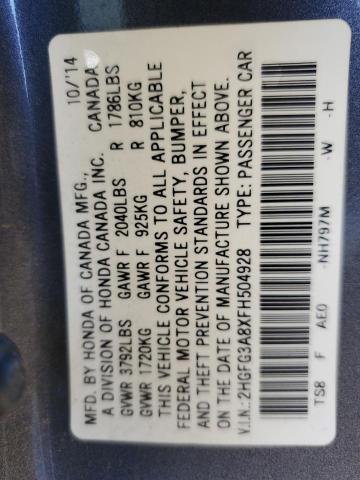 MFD. BY HONDA OF CANADA MFG., 10/'14
A DIVISION OF HONDA CANADA INC. CANADA
GVWR 3792LBS GAWR F 2040LBS R 1786LBS
GVWR 1720KG GAWR F 925KG R 810KG
THIS VEHICLE CONFORMS TO ALL APPLICABLE
FEDERAL MOTOR VEHICLE SAFETY, BUMPER,
AND THEFT PREVENTION STANDARDS IN EFFECT
ON THE DATE OF MANUFACTURE SHOWN ABOVE.
V.I.N.: 2HGFG3A8XFH504928 TYPE: PASSENGER CAR
TS8 F AE0 -NH797M -W -H